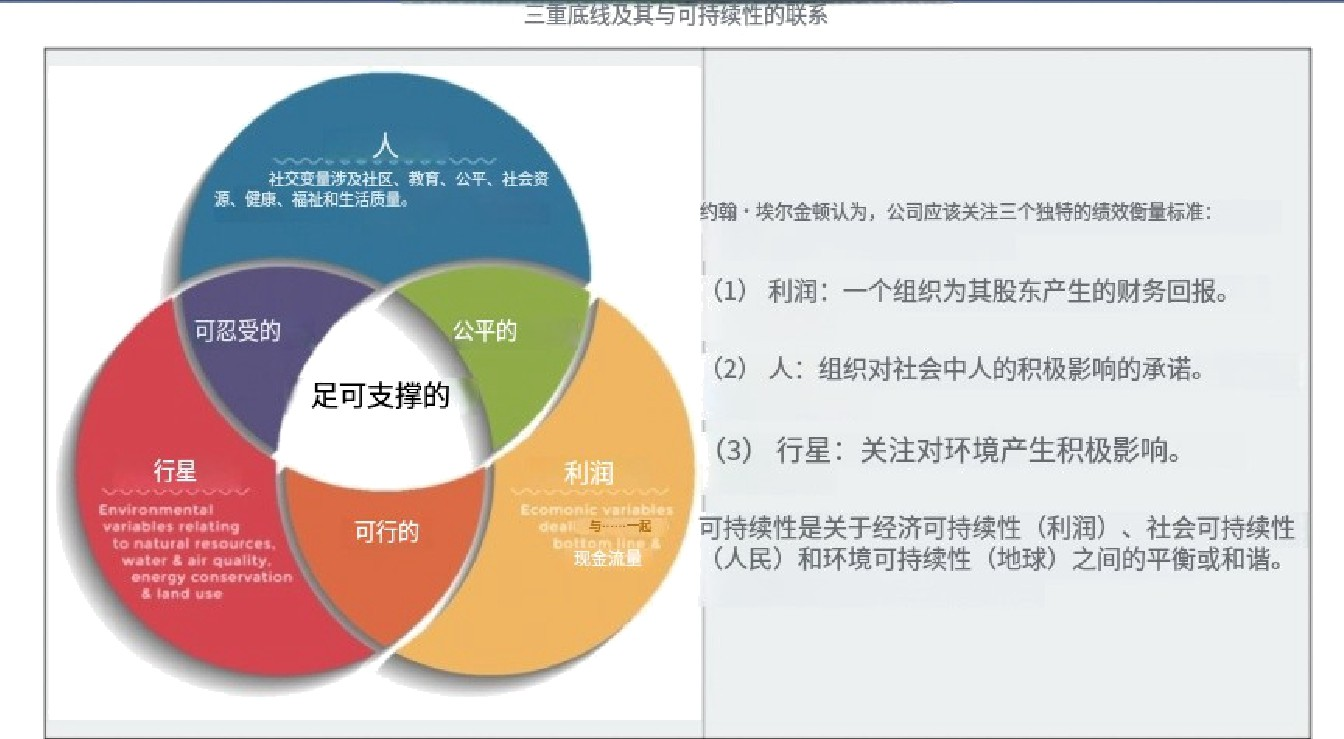 三重底线及其与可持续性的联系
人
社交变量涉及社区、教育、公平、社会资
源、健康、福祉和生活质量。
可忍受的
公平的
足可支撑的
行星
Environmental
variables relating
to natural resources,
water & air quality,
energy conservation
& land use
利润
Ecomonic variables
deal 与……一起
bottom line &
现金流量
可行的
约翰·埃尔金顿认为，公司应该关注三个独特的绩效衡量标准：
（1） 利润：一个组织为其股东产生的财务回报。
（2） 人：组织对社会中人的积极影响的承诺。
（3） 行星：关注对环境产生积极影响。
可持续性是关于经济可持续性（利润）、社会可持续性
（人民）和环境可持续性（地球）之间的平衡或和谐。